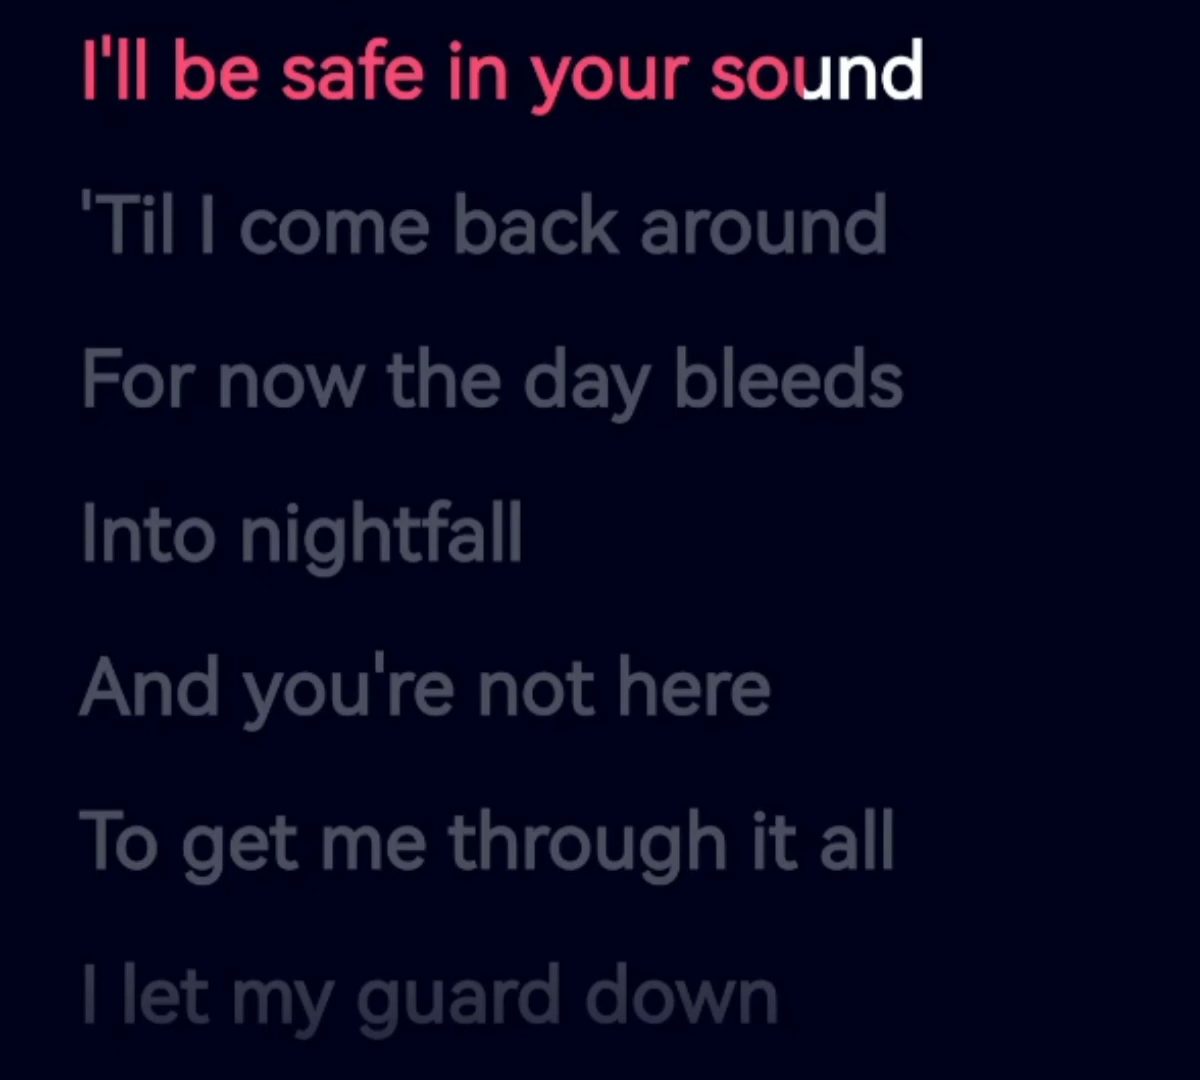 I'll be safe in your sound
'Til I come back around
For now the day bleeds
Into nightfall
And you're not here
To get me through it all
I let my guard down